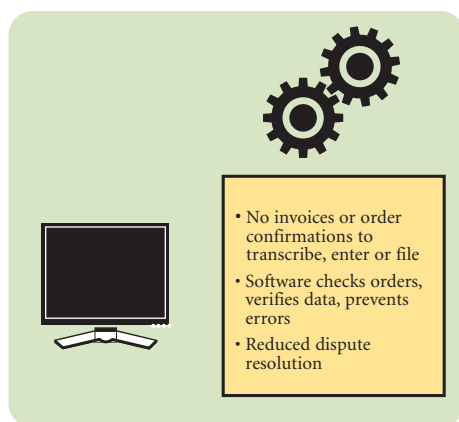 • No invoices or order
confirmations to
transcribe, enter or file
• Software checks orders,
verifies data, prevents
errors
• Reduced dispute
resolution